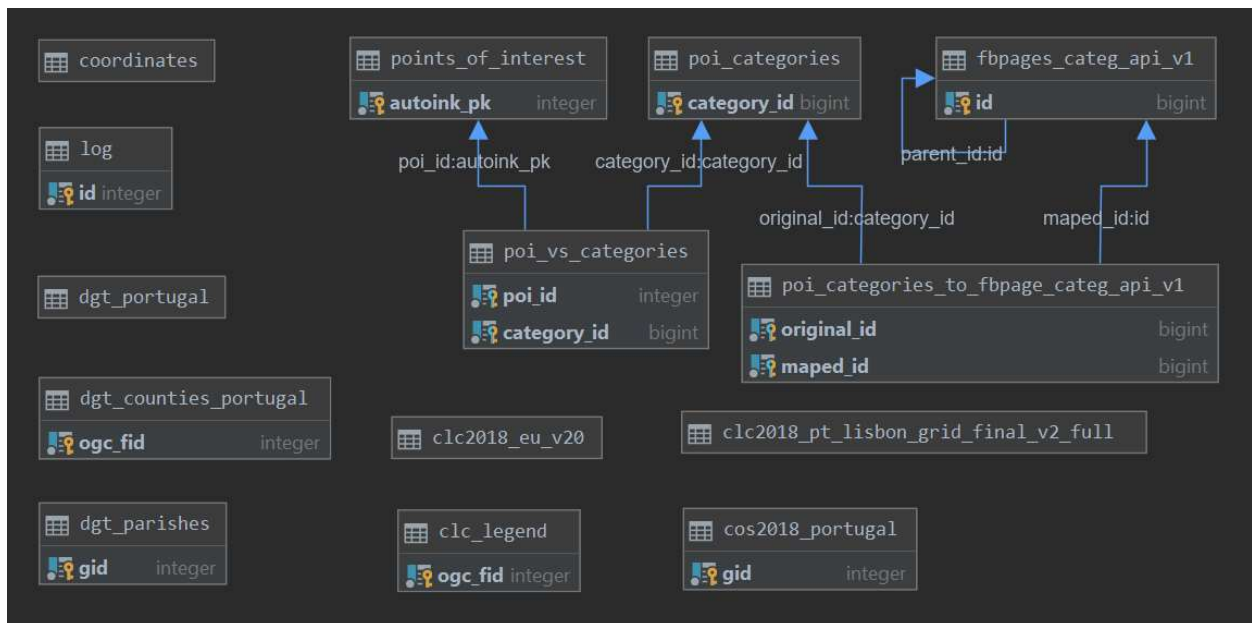 coordinates
points_of_interest
autoink_pk integer
poi_categories
category_id bigint
fbpages_categ_api_v1
id bigint
log
id integer
poi_id:autoink_pk
category_id:category_id
parent_id:id
original_id:category_id
maped_id:id
poi_vs_categories
poi_id integer
category_id bigint
poi_categories_to_fbpage_categ_api_v1
original_id bigint
maped_id bigint
dgt_portugal
dgt_counties_portugal
ogc_fid integer
clc2018_eu_v20
clc2018_pt_lisbon_grid_final_v2_full
dgt_parishes
gid integer
clc_legend
ogc_fid integer
cos2018_portugal
gid integer